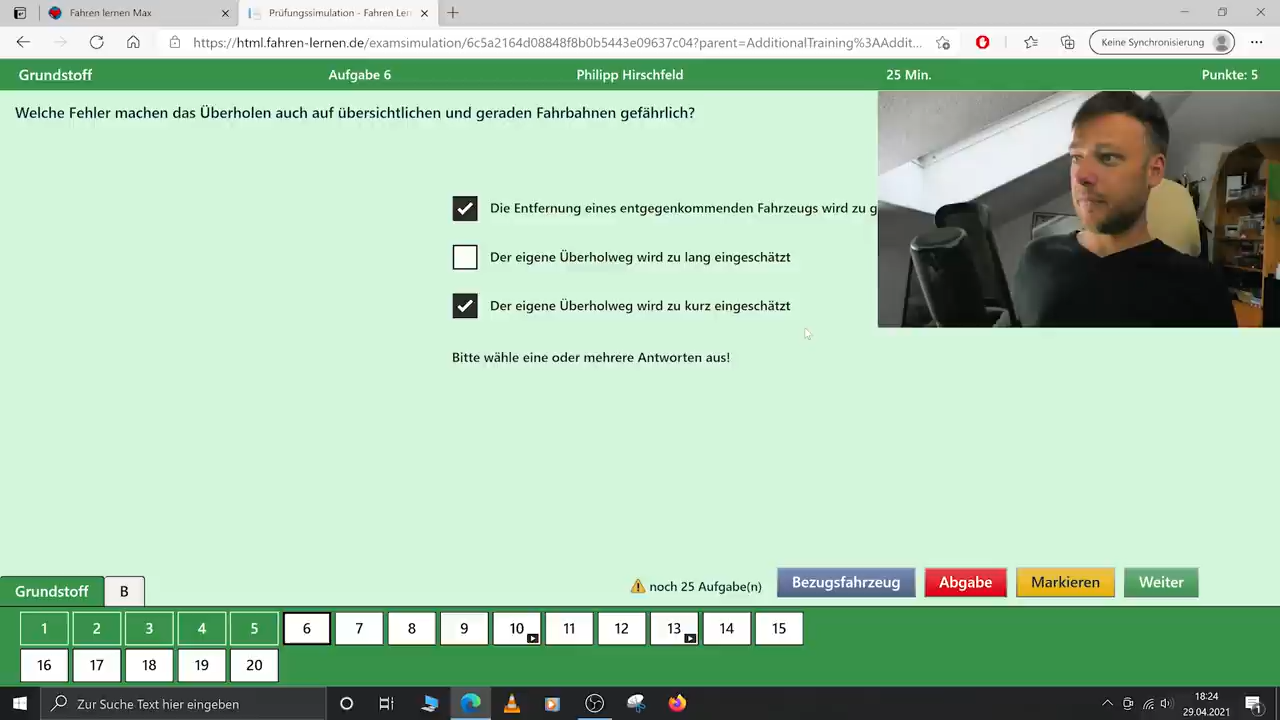 Fahren lernen Max
Prüfungssimulation - Fahren Ler
https://html.fahren-lernen.de/examsimulation/6c5a2164d08848f8b0b5443e09637c04?parent=AdditionalTraining%3AAddit...
Keine Synchronisierung
Grundstoff Aufgabe 6 Philipp Hirschfeld 25 Min. Punkte: 5
Welche Fehler machen das Überholen auch auf übersichtlichen und geraden Fahrbahnen gefährlich?
Die Entfernung eines entgegenkommenden Fahrzeugs wird zu g
Der eigene Überholweg wird zu lang eingeschätzt
Der eigene Überholweg wird zu kurz eingeschätzt
Bitte wähle eine oder mehrere Antworten aus!
Grundstoff B
noch 25 Aufgabe(n)
Bezugsfahrzeug Abgabe Markieren Weiter
1 2 3 4 5 6 7 8 9 10 11 12 13 14 15
16 17 18 19 20
Zur Suche Text hier eingeben
18:24
29.04.2021
1